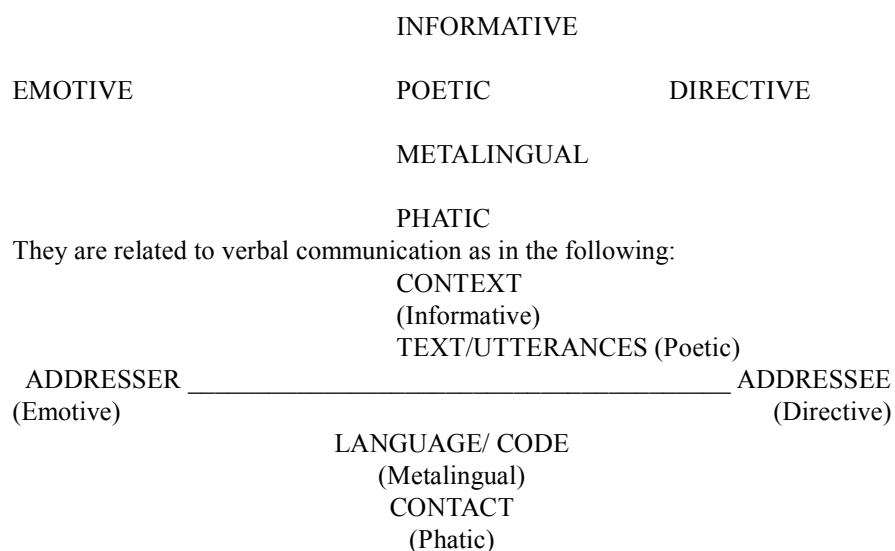 INFORMATIVE
EMOTIVE POETIC DIRECTIVE
METALINGUAL
PHATIC
They are related to verbal communication as in the following:
CONTEXT
(Informative)
TEXT/UTTERANCES (Poetic)
ADDRESSER ________________________________________ ADDRESSEE
(Emotive) (Directive)
LANGUAGE/ CODE
(Metalingual)
CONTACT
(Phatic)